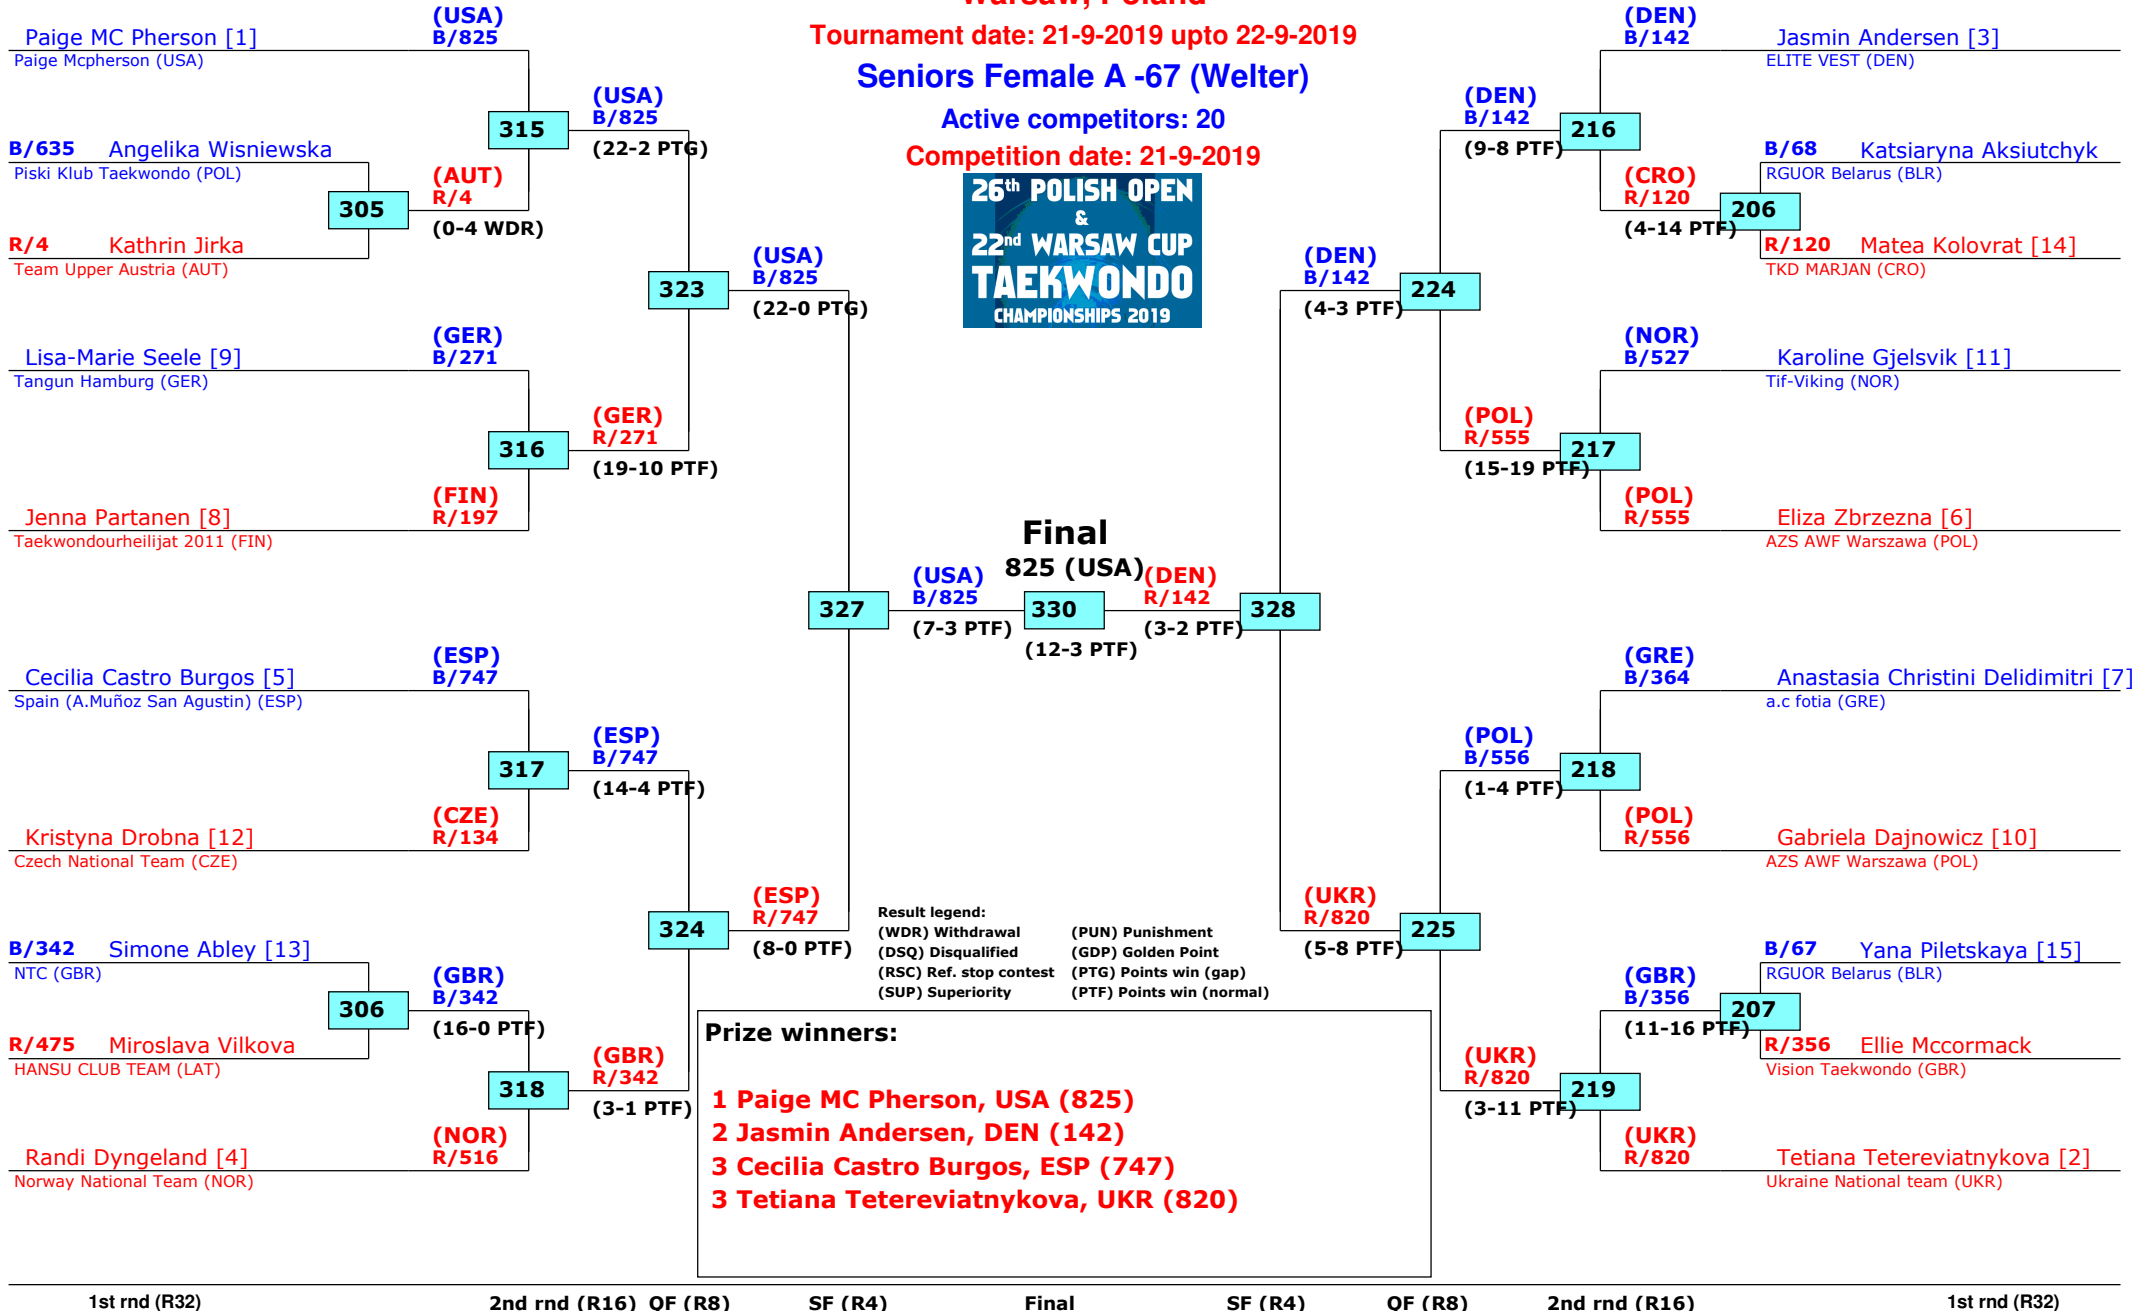 Warsaw, Poland
Tournament date: 21-9-2019 upto 22-9-2019
Seniors Female A -67 (Welter)
Active competitors: 20
Competition date: 21-9-2019
26th POLISH OPEN
&
22nd WARSAW CUP
TAEKWONDO
CHAMPIONSHIPS 2019
Paige MC Pherson [1]
Paige Mcpherson (USA)
(USA)
B/825
B/635 Angelika Wisniewska
Piski Klub Taekwondo (POL)
305
R/4 Kathrin Jirka
Team Upper Austria (AUT)
(AUT)
R/4
(0-4 WDR)
315
(USA)
B/825
(22-2 PTG)
Lisa-Marie Seele [9]
Tangun Hamburg (GER)
(GER)
B/271
316
Jenna Partanen [8]
Taekwondourheilijat 2011 (FIN)
(FIN)
R/197
(GER)
R/271
(19-10 PTF)
323
(USA)
B/825
(22-0 PTG)
Cecilia Castro Burgos [5]
Spain (A.Muñoz San Agustin) (ESP)
(ESP)
B/747
317
Kristyna Drobna [12]
Czech National Team (CZE)
(CZE)
R/134
(ESP)
B/747
(14-4 PTF)
B/342 Simone Abley [13]
NTC (GBR)
306
R/475 Miroslava Vilkova
HANSU CLUB TEAM (LAT)
(GBR)
B/342
(16-0 PTF)
318
Randi Dyngeland [4]
Norway National Team (NOR)
(NOR)
R/516
(GBR)
R/342
(3-1 PTF)
324
(ESP)
R/747
(8-0 PTF)
327
(USA)
B/825
(7-3 PTF)
Final
825 (USA)
330
(12-3 PTF)
(DEN)
R/142
(3-2 PTF)
328
(DEN)
B/142
(4-3 PTF)
224
(DEN)
B/142
(9-8 PTF)
216
(DEN)
B/142
Jasmin Andersen [3]
ELITE VEST (DEN)
(CRO)
R/120
(4-14 PTF)
206
B/68 Katsiaryna Aksiutchyk
RGUOR Belarus (BLR)
R/120 Matea Kolovrat [14]
TKD MARJAN (CRO)
(POL)
R/555
(15-19 PTF)
217
(NOR)
B/527
Karoline Gjelsvik [11]
Tif-Viking (NOR)
(POL)
R/555
Eliza Zbrzezna [6]
AZS AWF Warszawa (POL)
(UKR)
R/820
(5-8 PTF)
225
(POL)
B/556
(1-4 PTF)
218
(GRE)
B/364
Anastasia Christini Delidimitri [7]
a.c fotia (GRE)
(POL)
R/556
Gabriela Dajnowicz [10]
AZS AWF Warszawa (POL)
(UKR)
R/820
(3-11 PTF)
219
(GBR)
B/356
(11-16 PTF)
207
B/67 Yana Piletskaya [15]
RGUOR Belarus (BLR)
R/356 Ellie Mccormack
Vision Taekwondo (GBR)
(UKR)
R/820
Tetiana Tetereviatnykova [2]
Ukraine National team (UKR)
Result legend:
(WDR) Withdrawal (PUN) Punishment
(DSQ) Disqualified (GDP) Golden Point
(RSC) Ref. stop contest (PTG) Points win (gap)
(SUP) Superiority (PTF) Points win (normal)
Prize winners:
1 Paige MC Pherson, USA (825)
2 Jasmin Andersen, DEN (142)
3 Cecilia Castro Burgos, ESP (747)
3 Tetiana Tetereviatnykova, UKR (820)
1st rnd (R32) 2nd rnd (R16) QF (R8) SF (R4) Final SF (R4) QF (R8) 2nd rnd (R16) 1st rnd (R32)